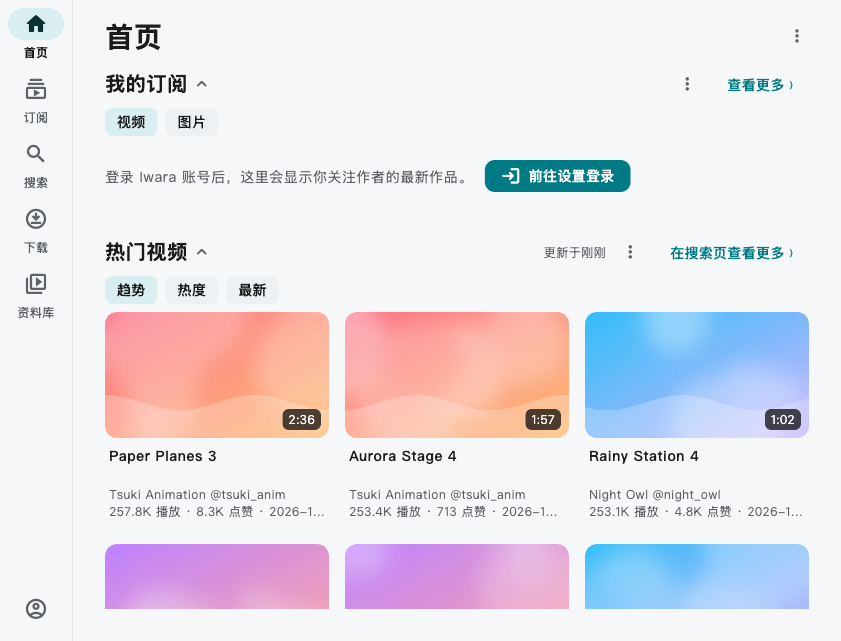 首页
首页
订阅
搜索
下载
资料库
我的订阅
查看更多 ›
视频
图片
登录 Iwara 账号后，这里会显示你关注作者的最新作品。
前往设置登录
热门视频
更新于刚刚
在搜索页查看更多 ›
趋势
热度
最新
2:36
1:57
1:02
Paper Planes 3
Aurora Stage 4
Rainy Station 4
Tsuki Animation @tsuki_anim
257.8K 播放 · 8.3K 点赞 · 2026-1...
Tsuki Animation @tsuki_anim
253.4K 播放 · 713 点赞 · 2026-1...
Night Owl @night_owl
253.1K 播放 · 4.8K 点赞 · 2026-1...